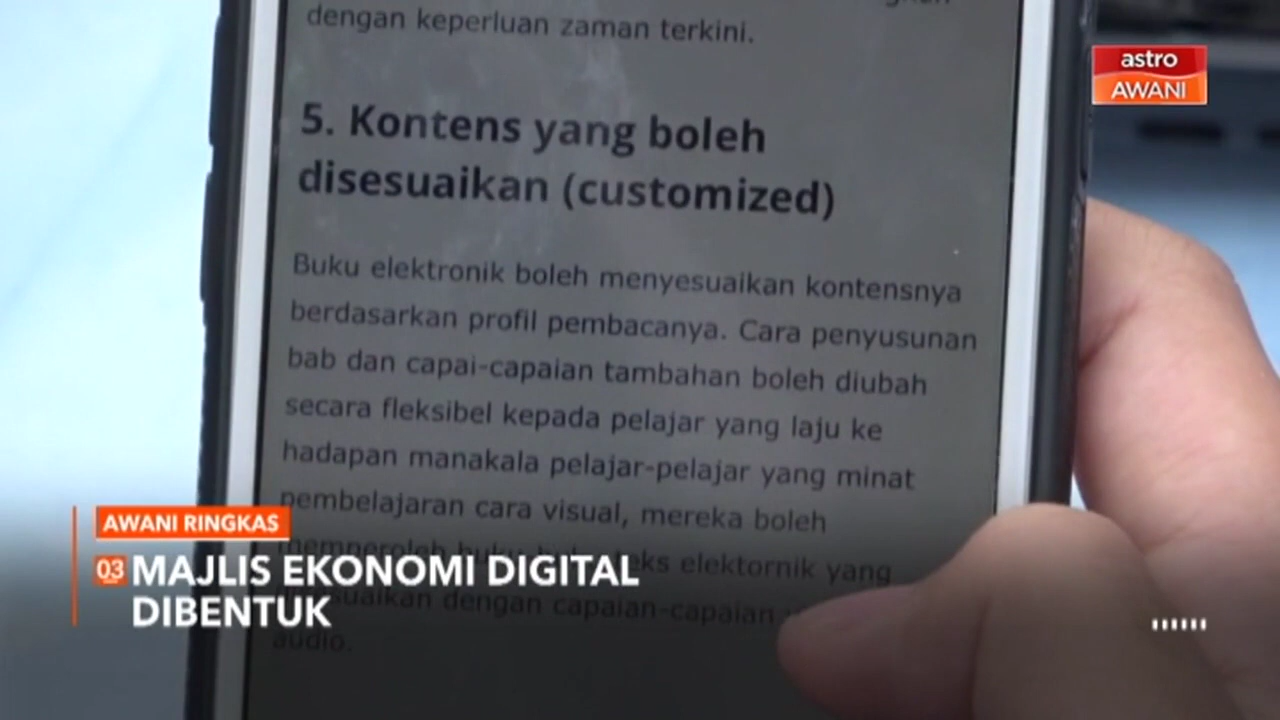 dengan keperluan zaman terkini.
astro
AWANI
5. Kontens yang boleh
disesuaikan (customized)
Buku elektronik boleh menyesuaikan kontensnya
berdasarkan profil pembacanya. Cara penyusunan
bab dan capai-capaian tambahan boleh diubah
secara fleksibel kepada pelajar yang laju ke
hadapan manakala pelajar-pelajar yang minat
pembelajaran cara visual, mereka boleh
memperoleh elektornik yang
dengan capaian-capaian
audio.
AWANI RINGKAS
03 MAJLIS EKONOMI DIGITAL
DIBENTUK